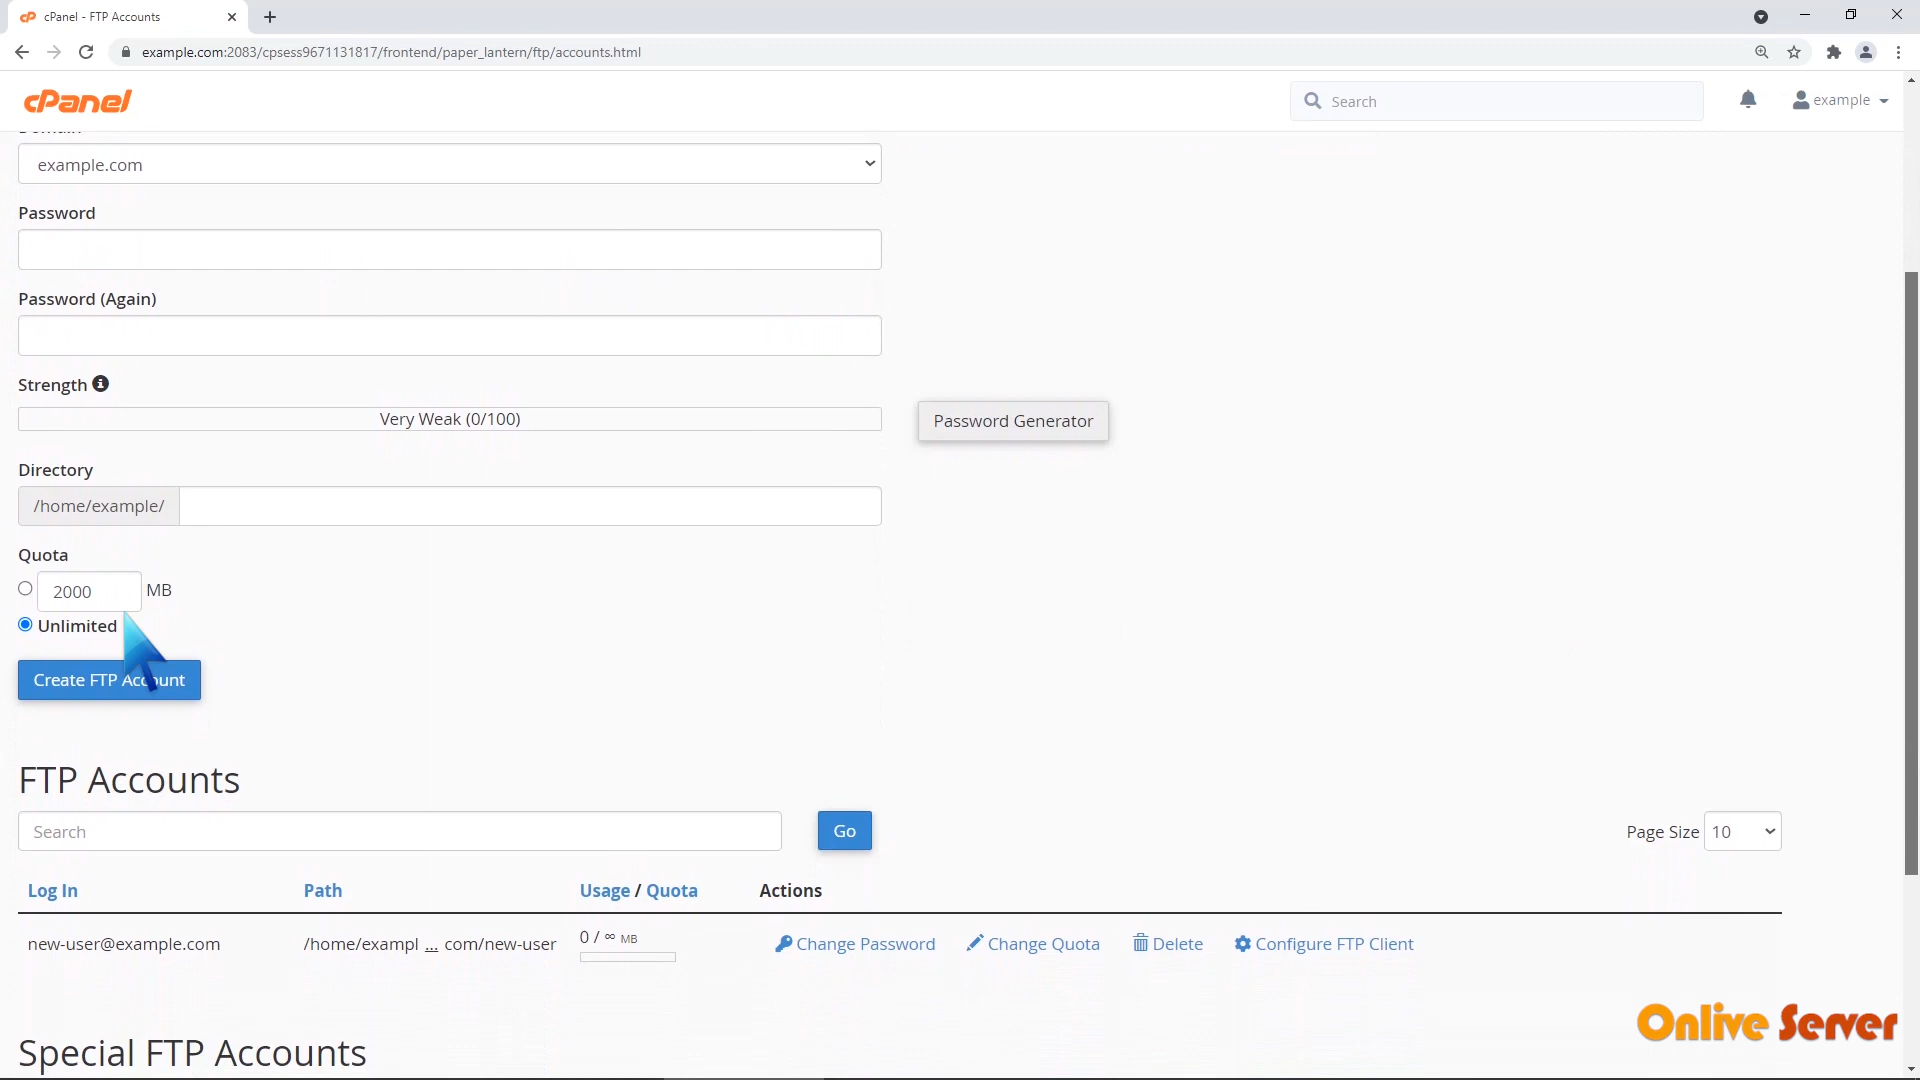 cPanel - FTP Accounts
example.com:2083/cpsess9671131817/frontend/paper_lantern/ftp/accounts.html
cPanel
Search
example
Domain
example.com
Password
Password (Again)
Strength
Very Weak (0/100)
Password Generator
Directory
/home/example/
Quota
2000 MB
Unlimited
Create FTP Account
FTP Accounts
Search
Go
Page Size 10
Log In Path Usage / Quota Actions
new-user@example.com /home/exampl ... com/new-user 0 / ∞ MB Change Password Change Quota Delete Configure FTP Client
Onlive Server
Special FTP Accounts